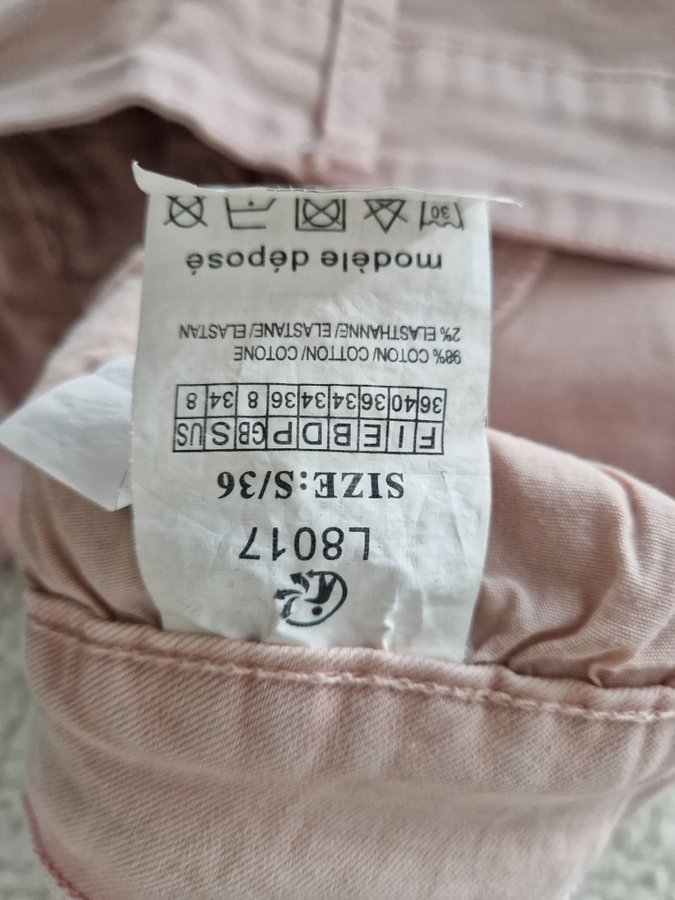 L8017
SIZE:S/36
F I E B D P GB S US
36 40 36 34 34 36 8 34 8
98% COTON/ COTTON/ COTONE
2% ELASTHANNE/ ELASTANE/ ELASTAN
modèle déposé
30